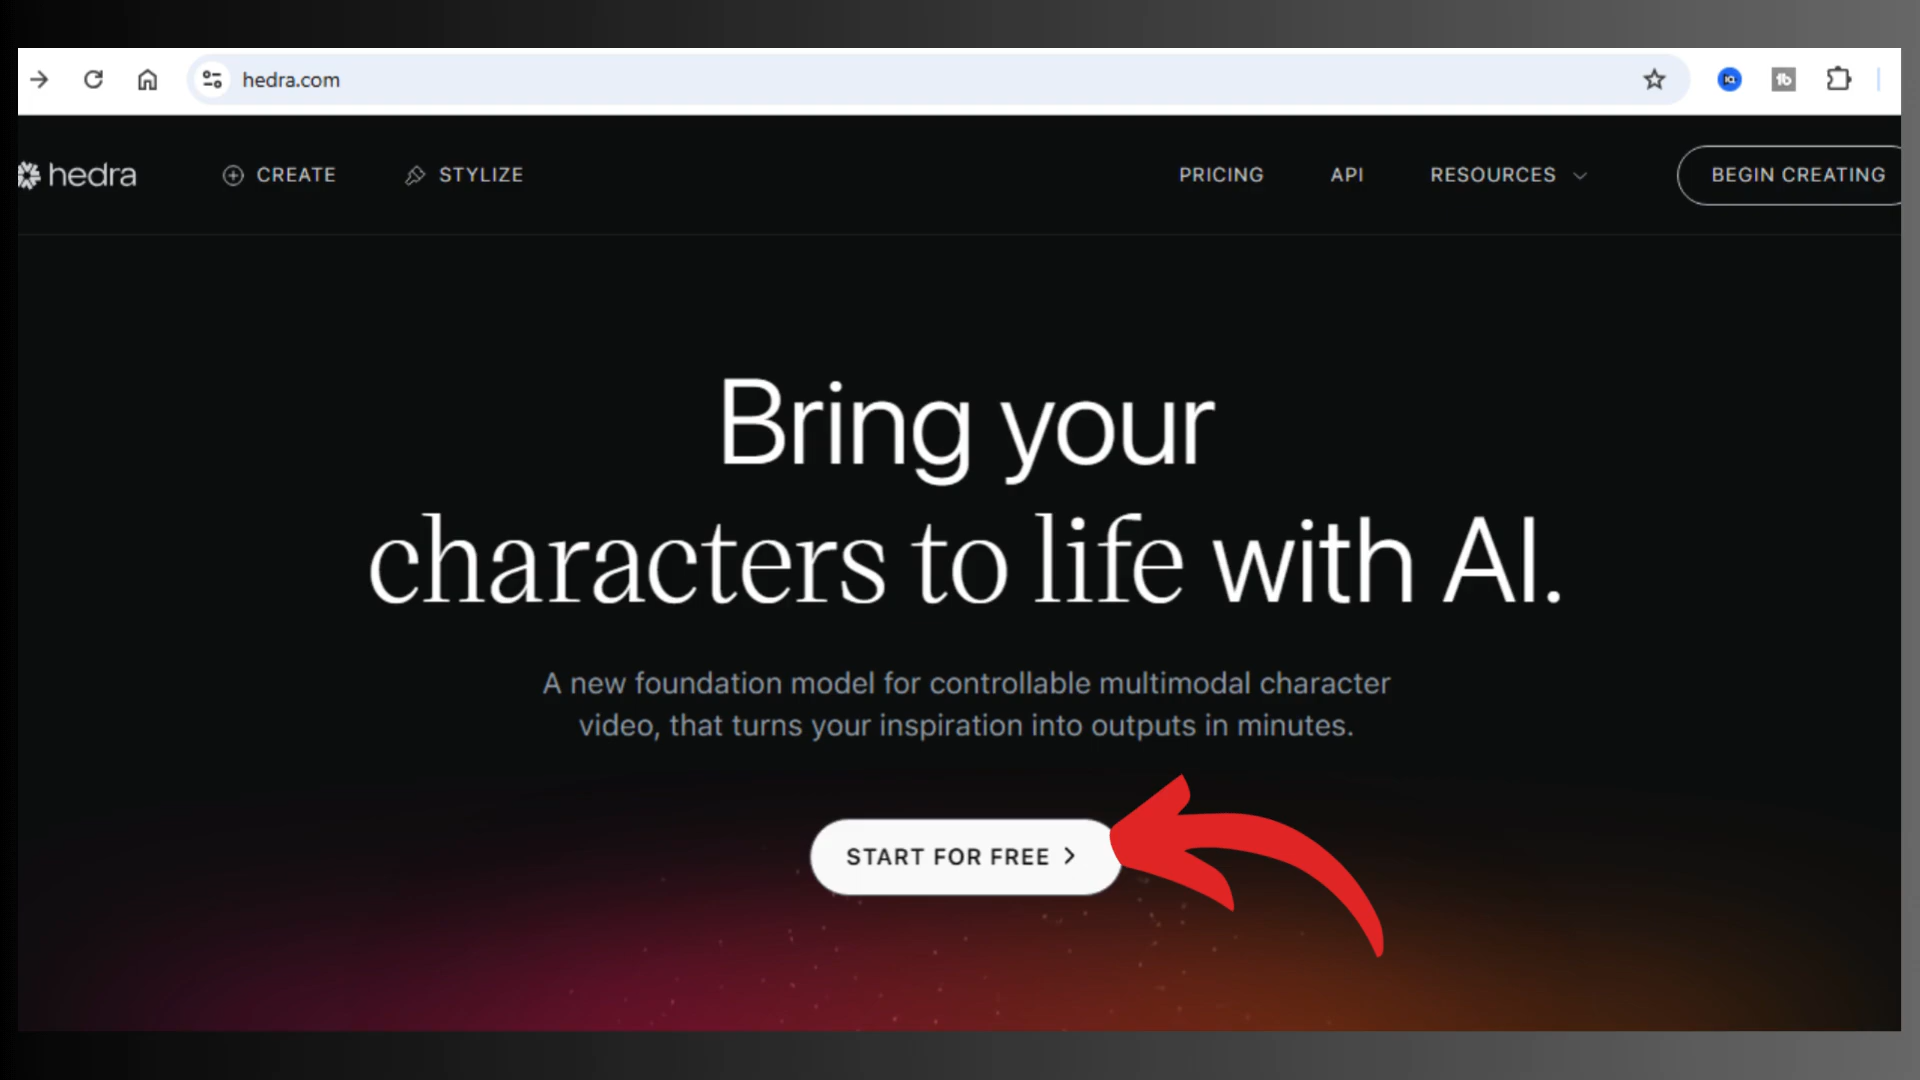 hedra.com
hedra
CREATE
STYLIZE
PRICING
API
RESOURCES
BEGIN CREATING
Bring your
characters to life with AI.
A new foundation model for controllable multimodal character
video, that turns your inspiration into outputs in minutes.
START FOR FREE